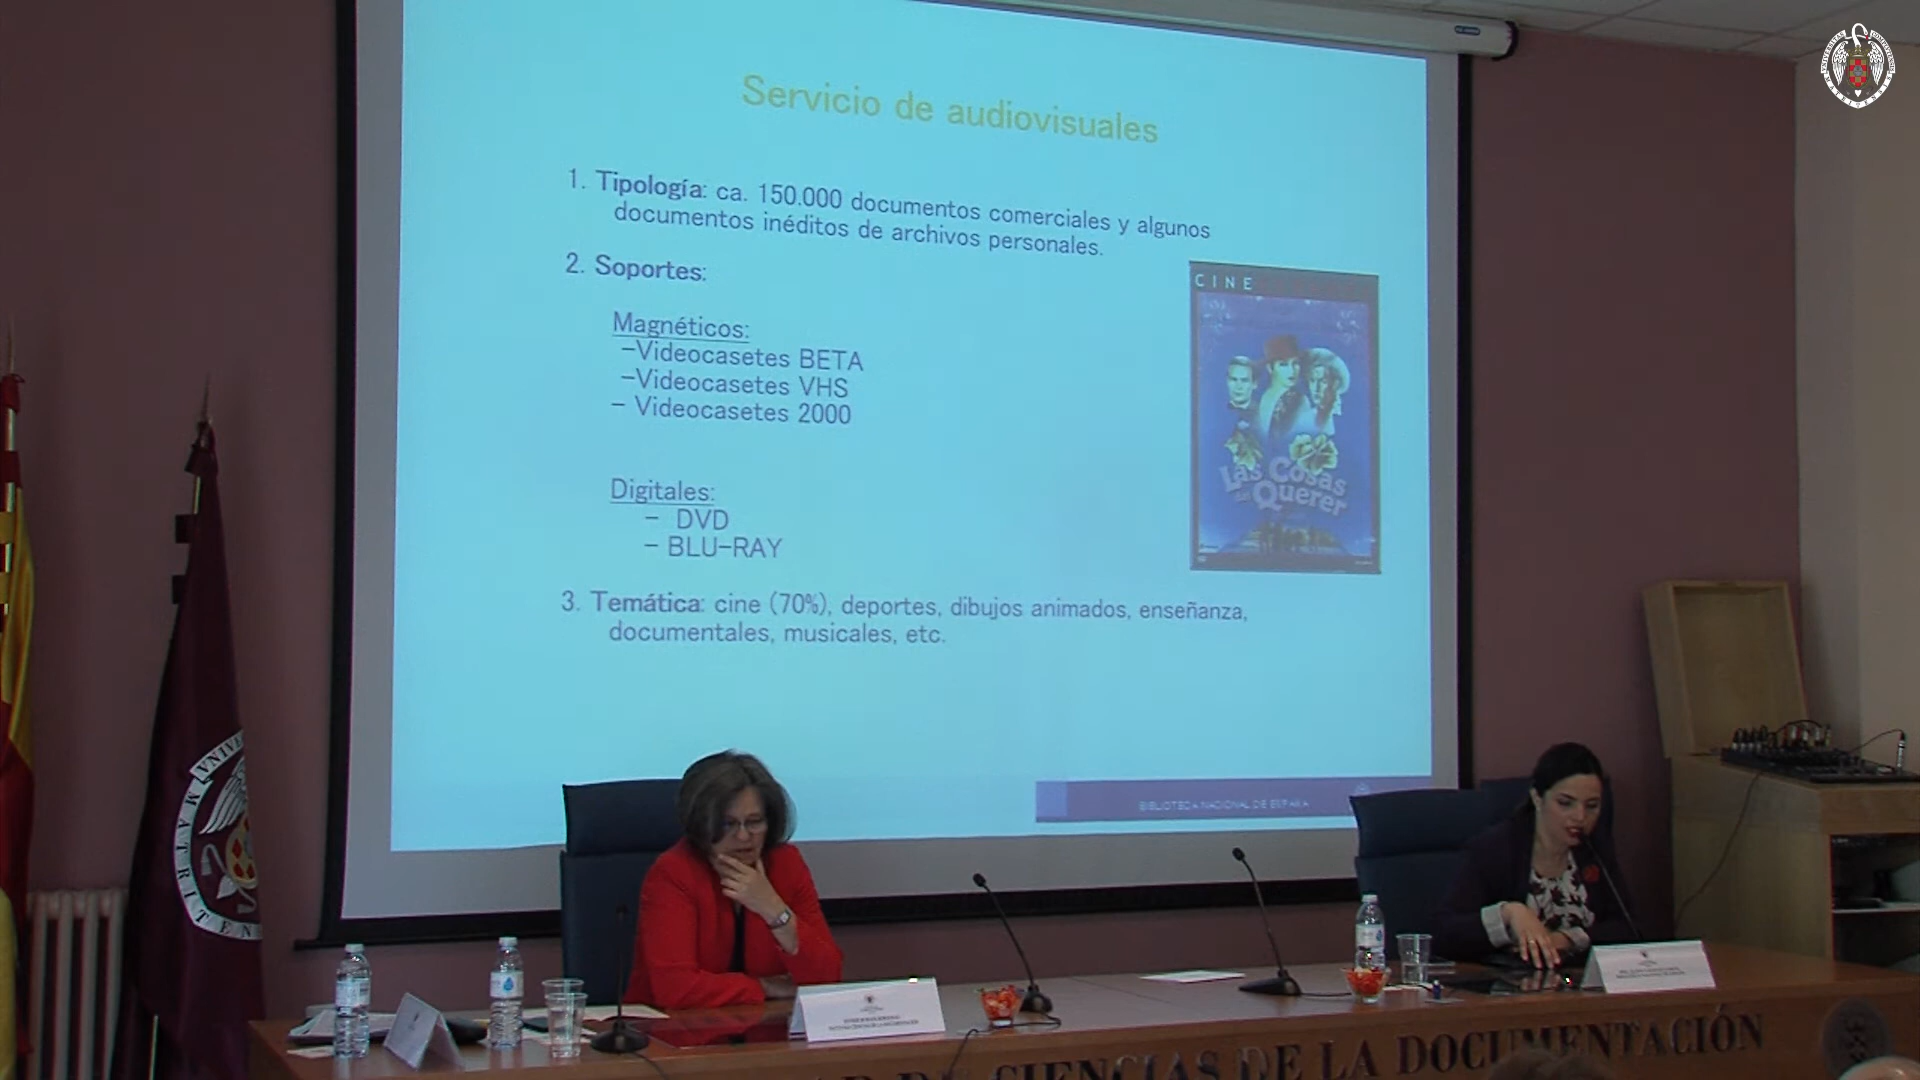 Servicio de audiovisuales
1. Tipología: ca. 150.000 documentos comerciales y algunos
documentos inéditos de archivos personales.
2. Soportes:
Magnéticos:
-Videocasetes BETA
-Videocasetes VHS
- Videocasetes 2000
Digitales:
- DVD
- BLU-RAY
3. Temática: cine (70%), deportes, dibujos animados, enseñanza,
documentales, musicales, etc.
CINE
Las Cosas
del Querer
BIBLIOTECA NACIONAL DE ESPAÑA
MATRITEN
DE CIENCIAS DE LA DOCUMENTACIÓN